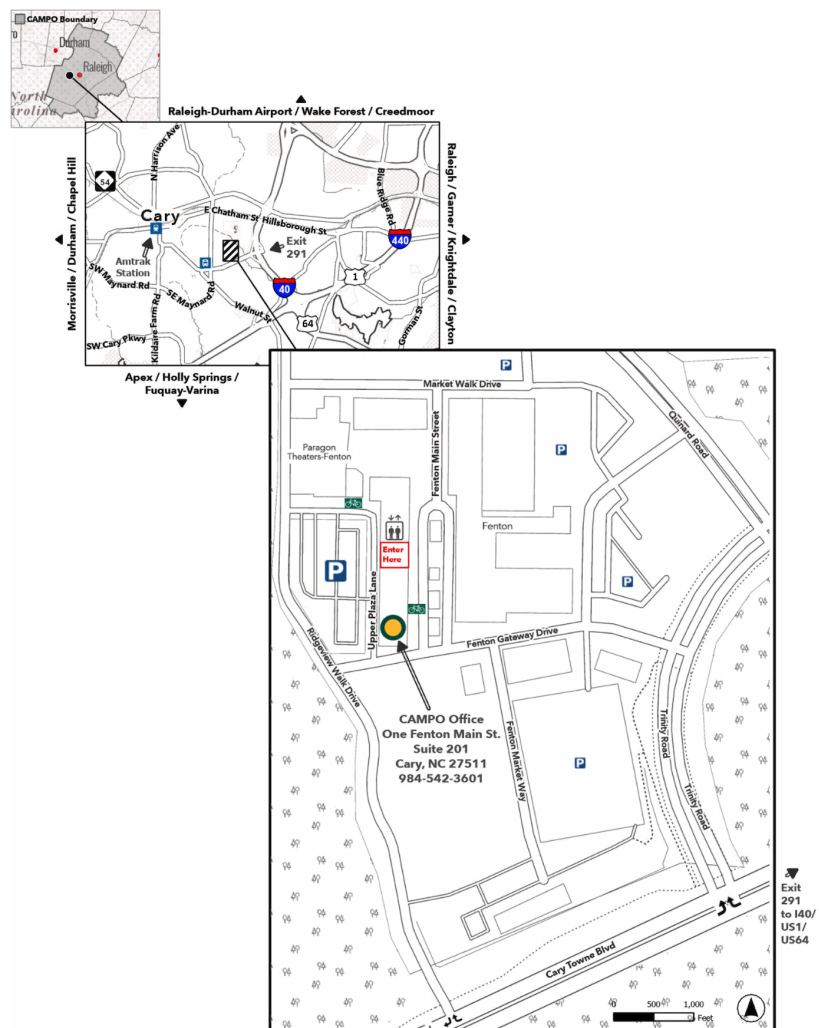 CAMPO Boundary
Durham
Raleigh
North
Raleigh-Durham Airport / Wake Forest / Creedmoor
Morrisville / Durham / Chapel Hill
Raleigh / Garner / Knightdale / Clayton
Apex / Holly Springs /
Fuquay-Varina
N Harrison Ave
54
Cary
E Chatham St
Hillsborough St
Blue Ridge Rd
Exit
291
440
Amtrak
Station
1
40
SW Maynard Rd
SE Maynard Rd
Kildaire Farm Rd
Walnut St
64
Gorman St
SW Cary Pkwy
P
Market Walk Drive
Fenton Main Street
Quinard Road
Paragon
Theaters-Fenton
P
Fenton
Enter
Here
P
P
Upper Plaza Lane
Ridgeview Walk Drive
Fenton Gateway Drive
CAMPO Office
One Fenton Main St.
Suite 201
Cary, NC 27511
984-542-3601
Fenton Market Way
P
Trinity Road
Trinity Road
Exit
291
to I40/
US1/
US64
Cary Towne Blvd
0 500 1,000
Feet